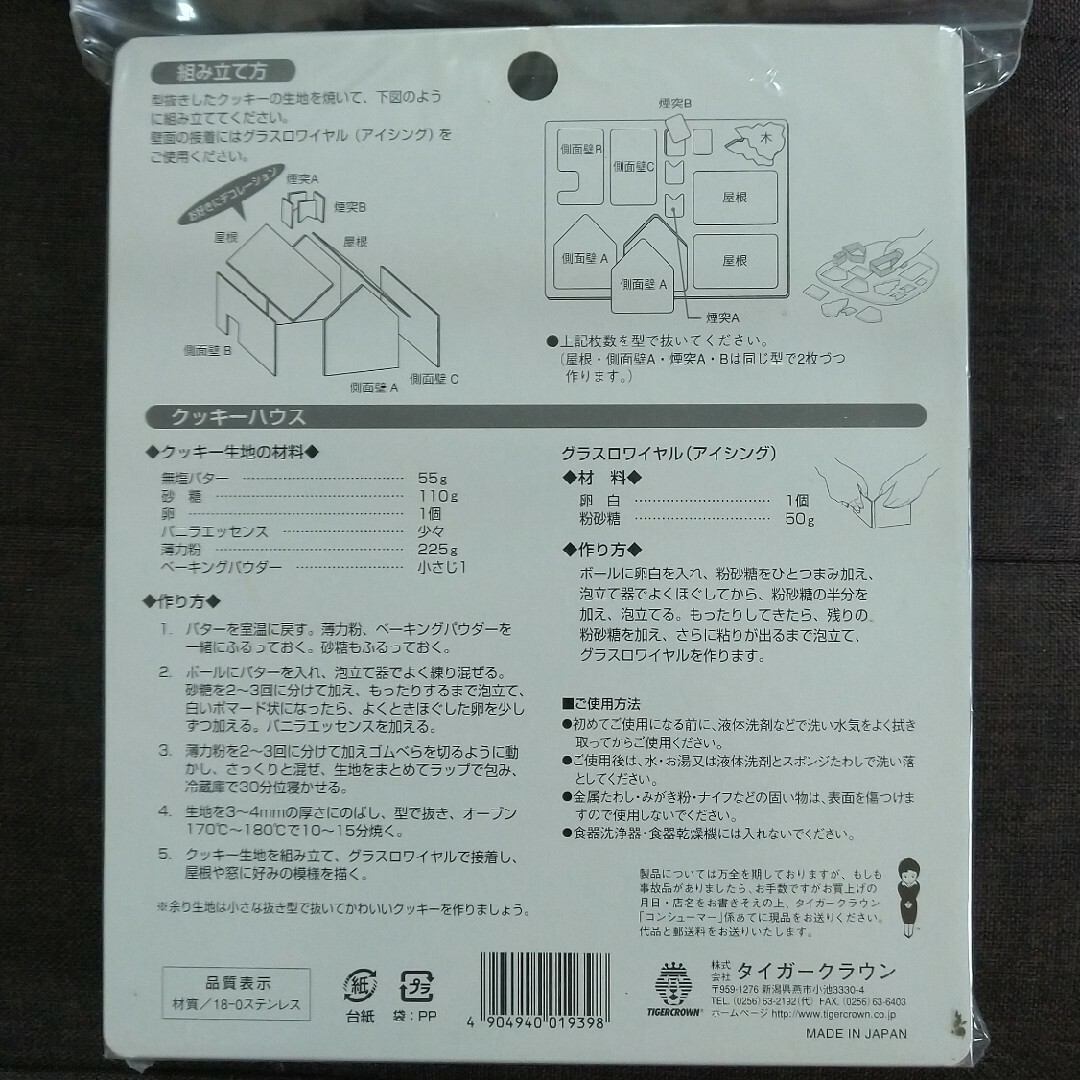 組み立て方
型抜きしたクッキーの生地を焼いて、下図のよう
に組み立ててください。
壁面の接着にはグラスロワイヤル(アイシング)を
ご使用ください。
お好きにデコレーション
煙突A
煙突B
屋根
屋根
側面壁B
側面壁A
側面壁C
煙突B
側面壁B
側面壁C
木
屋根
側面壁A
側面壁A
屋根
煙突A
●上記枚数を型で抜いてください。
(屋根・側面壁A・煙突A・Bは同じ型で2枚づつ
作ります。)
クッキーハウス
◆クッキー生地の材料◆
無塩バター ………………… 55g
砂 糖 ………………… 110g
卵 ………………… 1個
バニラエッセンス ………………… 少々
薄力粉 ………………… 225g
ベーキングパウダー ………………… 小さじ1
◆作り方◆
1. バターを室温に戻す。薄力粉、ベーキングパウダーを
一緒にふるっておく。砂糖もふるっておく。
2. ボールにバターを入れ、泡立て器でよく練り混ぜる。
砂糖を2〜3回に分けて加え、もったりするまで泡立て、
白いポマード状になったら、よくときほぐした卵を少し
ずつ加える。バニラエッセンスを加える。
3. 薄力粉を2〜3回に分けて加えゴムべらを切るように動
かし、さっくりと混ぜ、生地をまとめてラップで包み、
冷蔵庫で30分位寝かせる。
4. 生地を3〜4mmの厚さにのばし、型で抜き、オーブン
170℃〜180℃で10〜15分焼く。
5. クッキー生地を組み立て、グラスロワイヤルで接着し、
屋根や窓に好みの模様を描く。
※余り生地は小さな抜き型で抜いてかわいいクッキーを作りましょう。
グラスロワイヤル(アイシング)
◆材 料◆
卵 白 ………………… 1個
粉砂糖 ………………… 50g
◆作り方◆
ボールに卵白を入れ、粉砂糖をひとつまみ加え、
泡立て器でよくほぐしてから、粉砂糖の半分を
加え、泡立てる。もったりしてきたら、残りの
粉砂糖を加え、さらに粘りが出るまで泡立て、
グラスロワイヤルを作ります。
■ご使用方法
●初めてご使用になる前に、液体洗剤などで洗い水気をよく拭き
取ってからご使用ください。
●ご使用後は、水・お湯又は液体洗剤とスポンジたわしで洗い落
としてください。
●金属たわし・みがき粉・ナイフなどの固い物は、表面を傷つけま
すので使用しないでください。
●食器洗浄器・食器乾燥機には入れないでください。
製品については万全を期しておりますが、もしも
事故品がありましたら、お手数ですがお買上げの
月日・店名をお書きそえの上、タイガークラウン
「コンシューマー」係あてに現品をお送りください。
代品と郵送料をお送りいたします。
品質表示
材質/18-0ステンレス
紙
台紙
プラ
袋:PP
4 904940 019398
TIGERCROWN
株式会社 タイガークラウン
〒959-1276 新潟県燕市小池3330-4
TEL. (0256)63-2192(代) FAX. (0256)63-6403
ホームページ http://www.tigercrown.co.jp
MADE IN JAPAN